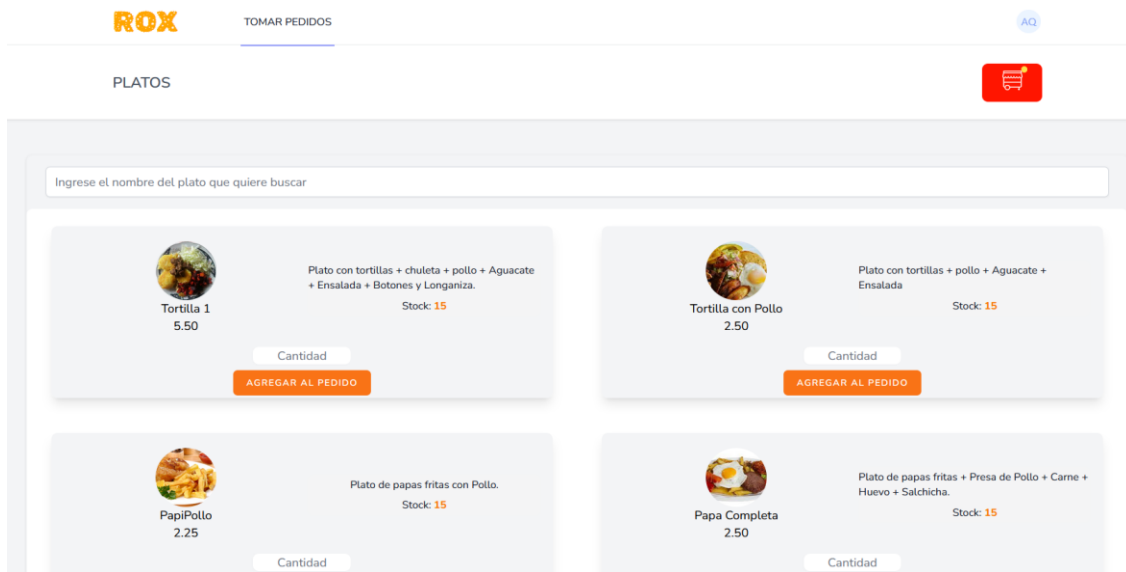 ROX
TOMAR PEDIDOS
AQ
PLATOS
Ingrese el nombre del plato que quiere buscar
Tortilla 1
5.50
Plato con tortillas + chuleta + pollo + Aguacate
+ Ensalada + Botones y Longaniza.
Stock: 15
Cantidad
AGREGAR AL PEDIDO
Tortilla con Pollo
2.50
Plato con tortillas + pollo + Aguacate +
Ensalada
Stock: 15
Cantidad
AGREGAR AL PEDIDO
PapiPollo
2.25
Plato de papas fritas con Pollo.
Stock: 15
Cantidad
Papa Completa
2.50
Plato de papas fritas + Presa de Pollo + Carne +
Huevo + Salchicha.
Stock: 15
Cantidad